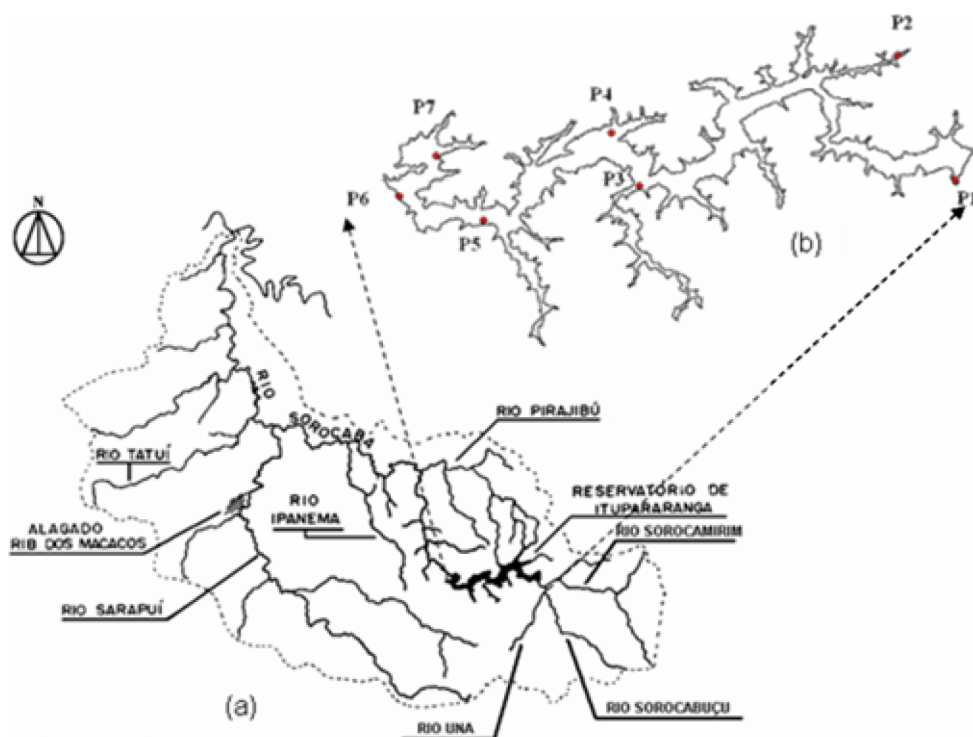 P2
P4
P7
P3
P6
P1
N
P5
(b)
RIO
SOROCABA
RIO PIRAJIBÚ
RIO TATUÍ
RESERVATÓRIO DE
ITUPARARANGA
RIO
IPANEMA
ALAGADO
RIB DOS MACACOS
RIO SOROCAMIRIM
RIO SARAPUÍ
(a)
RIO SOROCABUÇU
RIO UNA